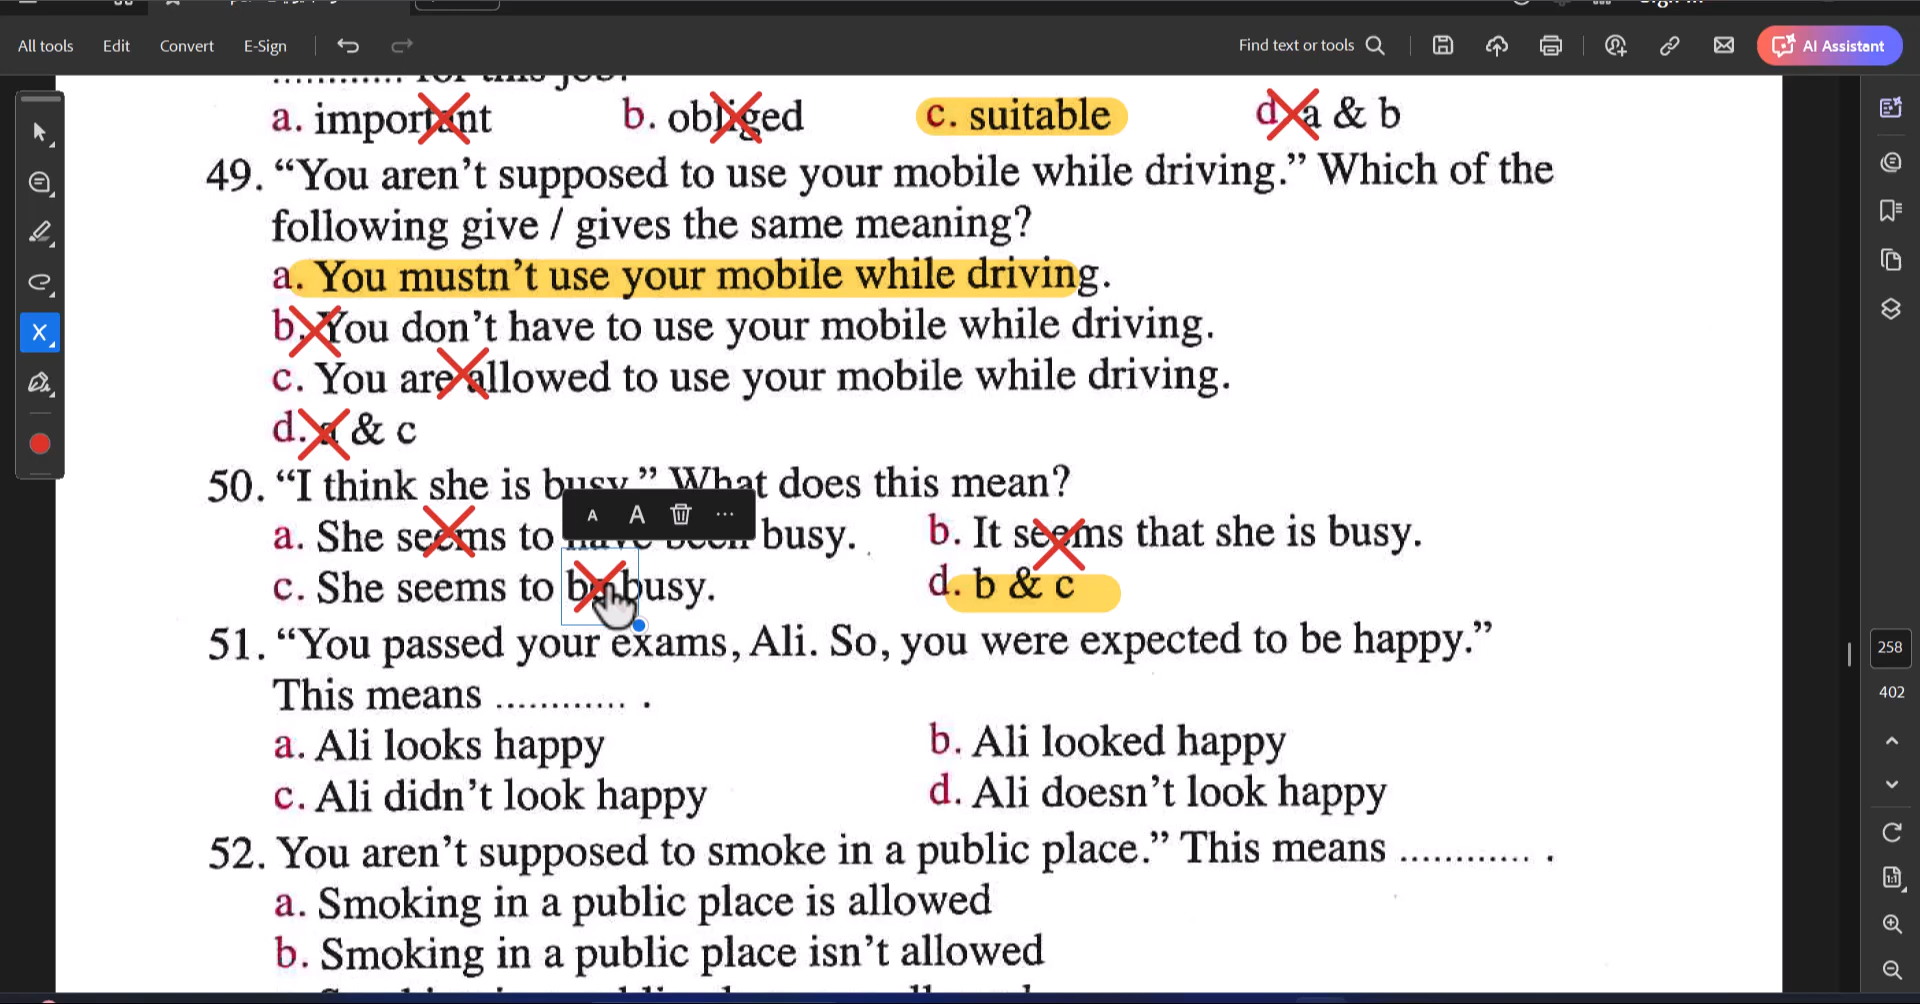 All tools Edit Convert E-Sign Find text or tools AI Assistant
for this job.
a. important b. obliged c. suitable d. a & b
49. “You aren’t supposed to use your mobile while driving.” Which of the
following give / gives the same meaning?
a. You mustn’t use your mobile while driving.
b. You don’t have to use your mobile while driving.
c. You are allowed to use your mobile while driving.
d. a & c
50. “I think she is busy.” What does this mean?
a. She seems to have been busy. b. It seems that she is busy.
c. She seems to be busy. d. b & c
51. “You passed your exams, Ali. So, you were expected to be happy.”
This means ............. .
a. Ali looks happy b. Ali looked happy
c. Ali didn’t look happy d. Ali doesn’t look happy
52. You aren’t supposed to smoke in a public place.” This means ............. .
a. Smoking in a public place is allowed
b. Smoking in a public place isn’t allowed
258
402